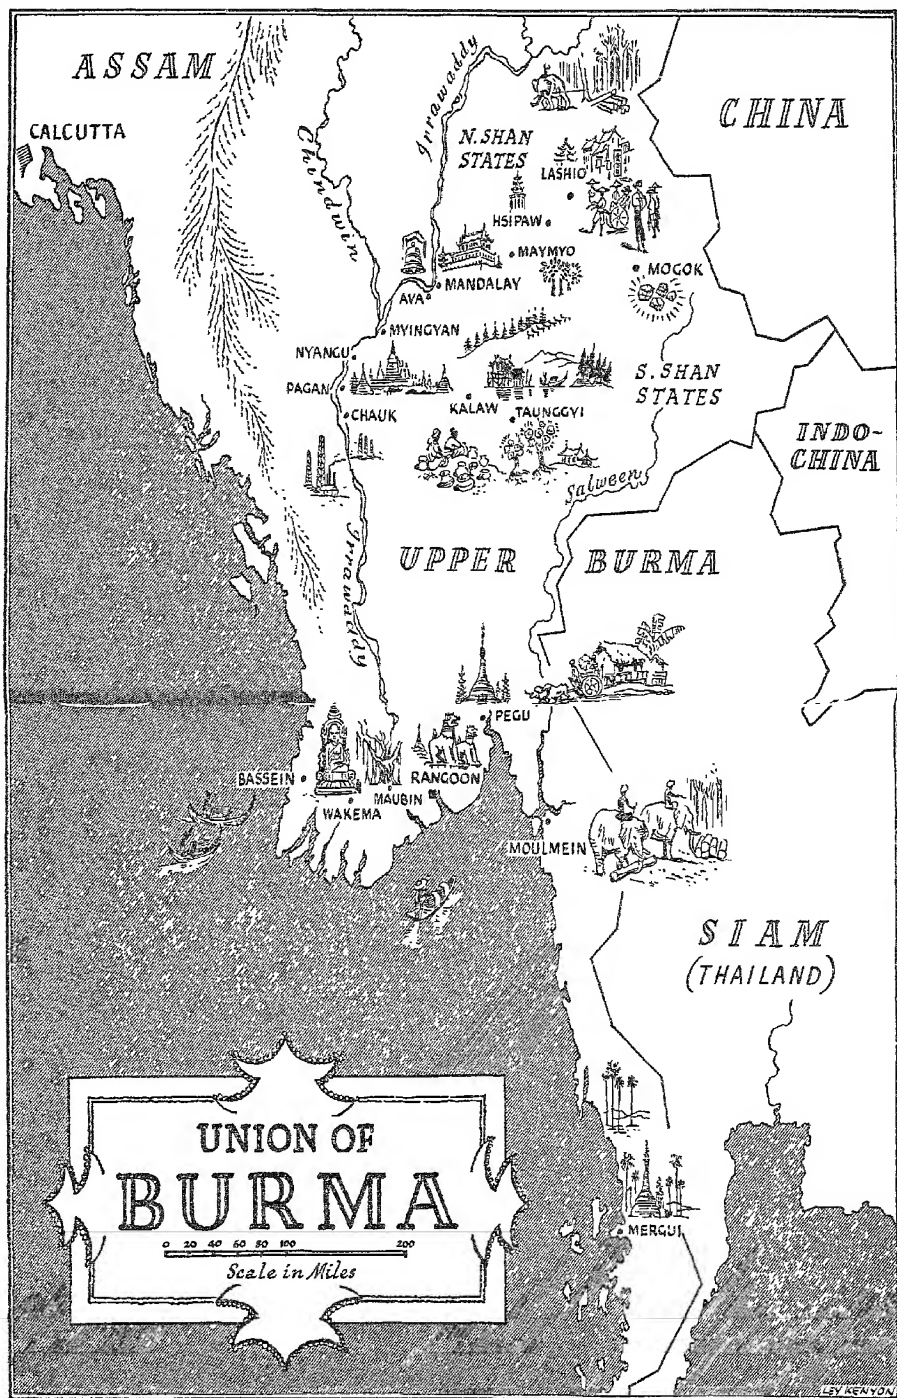 ASSAM
CALCUTTA
Chindwin
Irrawaddy
N. SHAN
STATES
LASHIO
CHINA
HSIPAW
MAYMYO
MOGOK
AVA
MANDALAY
MYINGYAN
NYANGU
PAGAN
CHAUK
KALAW
TAUNGGYI
S. SHAN
STATES
INDO-
CHINA
Salween
Irrawaddy
UPPER BURMA
PEGU
BASSEIN
WAKEMA
MAUBIN
RANGOON
MOULMEIN
SIAM
(THAILAND)
MERGUI
UNION OF
BURMA
0 20 40 60 80 100 200
Scale in Miles
LEY KENYON